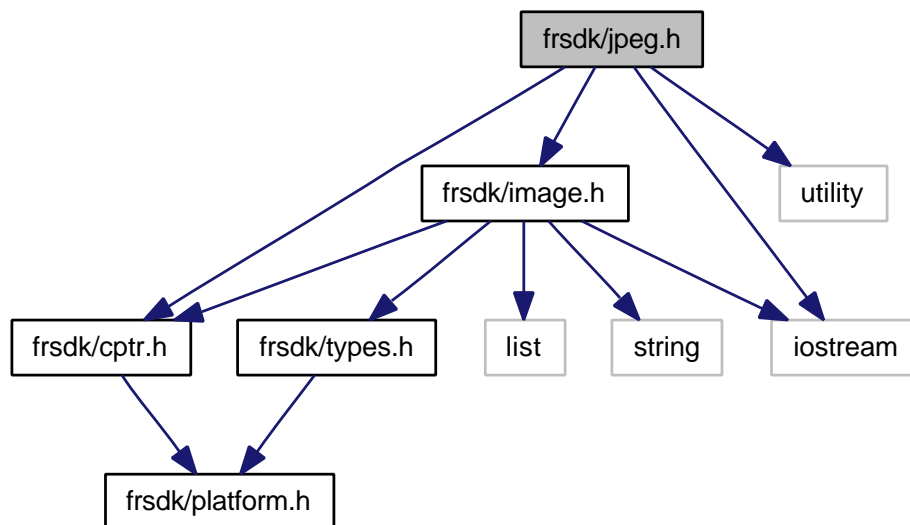 frsdk/jpeg.h
frsdk/image.h
utility
frsdk/cptr.h
frsdk/types.h
list
string
iostream
frsdk/platform.h